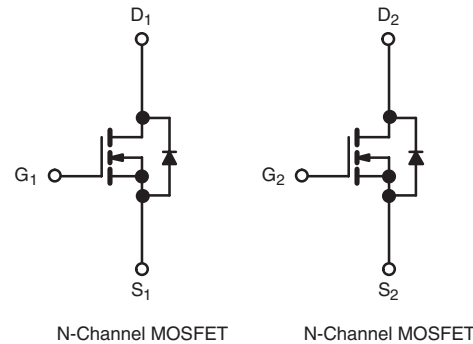 D1
D2
G1
G2
S1
S2
N-Channel MOSFET
N-Channel MOSFET